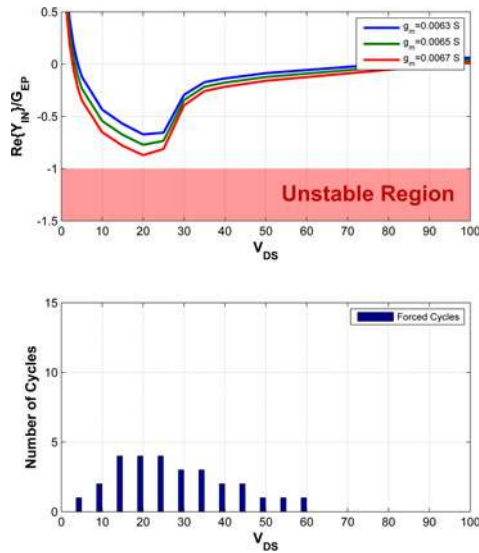 g_m=0.0063 S
g_m=0.0065 S
g_m=0.0067 S
0.5
0
-0.5
-1
-1.5
Re{Y_IN}/G_EP
Unstable Region
0 10 20 30 40 50 60 70 80 90 100
V_DS
15
10
5
0
Number of Cycles
Forced Cycles
0 10 20 30 40 50 60 70 80 90 100
V_DS